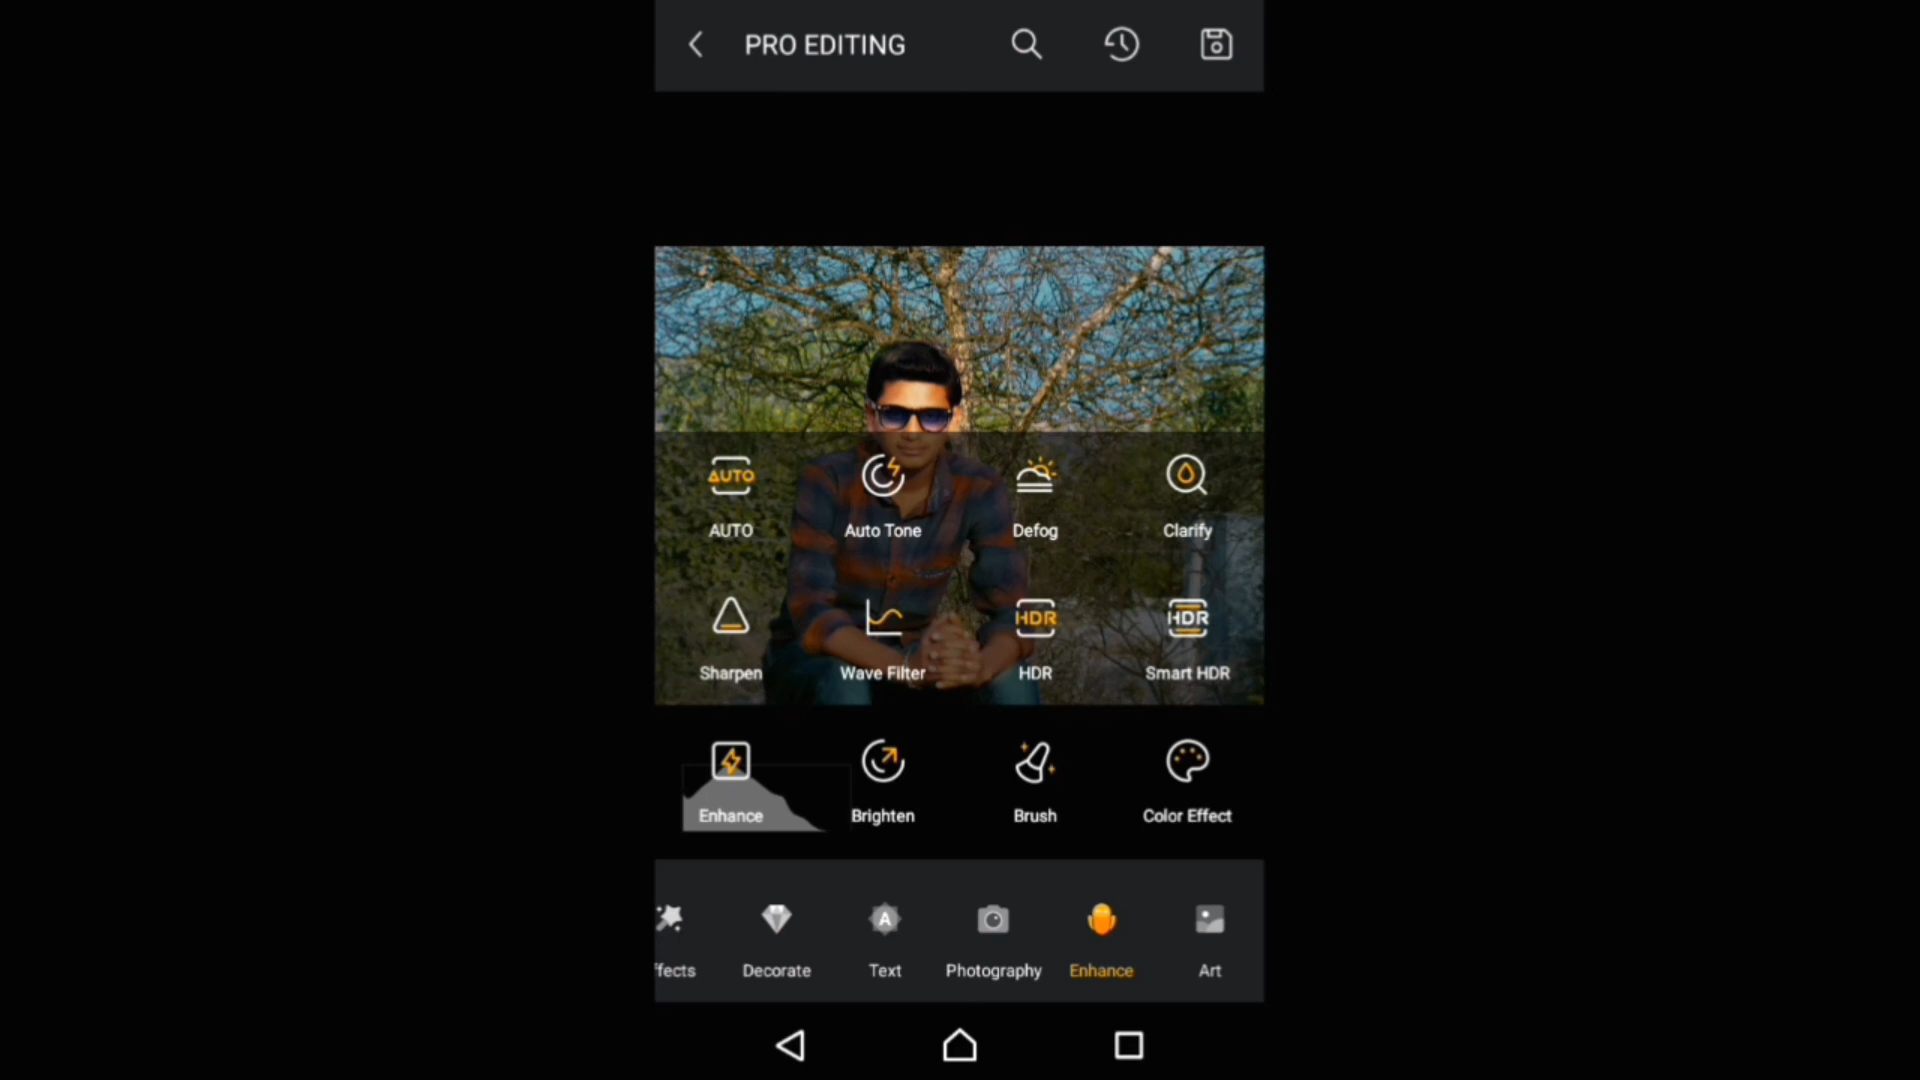 PRO EDITING
AUTO
AUTO Auto Tone Defog Clarify
HDR HDR
Sharpen Wave Filter HDR Smart HDR
Enhance Brighten Brush Color Effect
A
ffects Decorate Text Photography Enhance Art